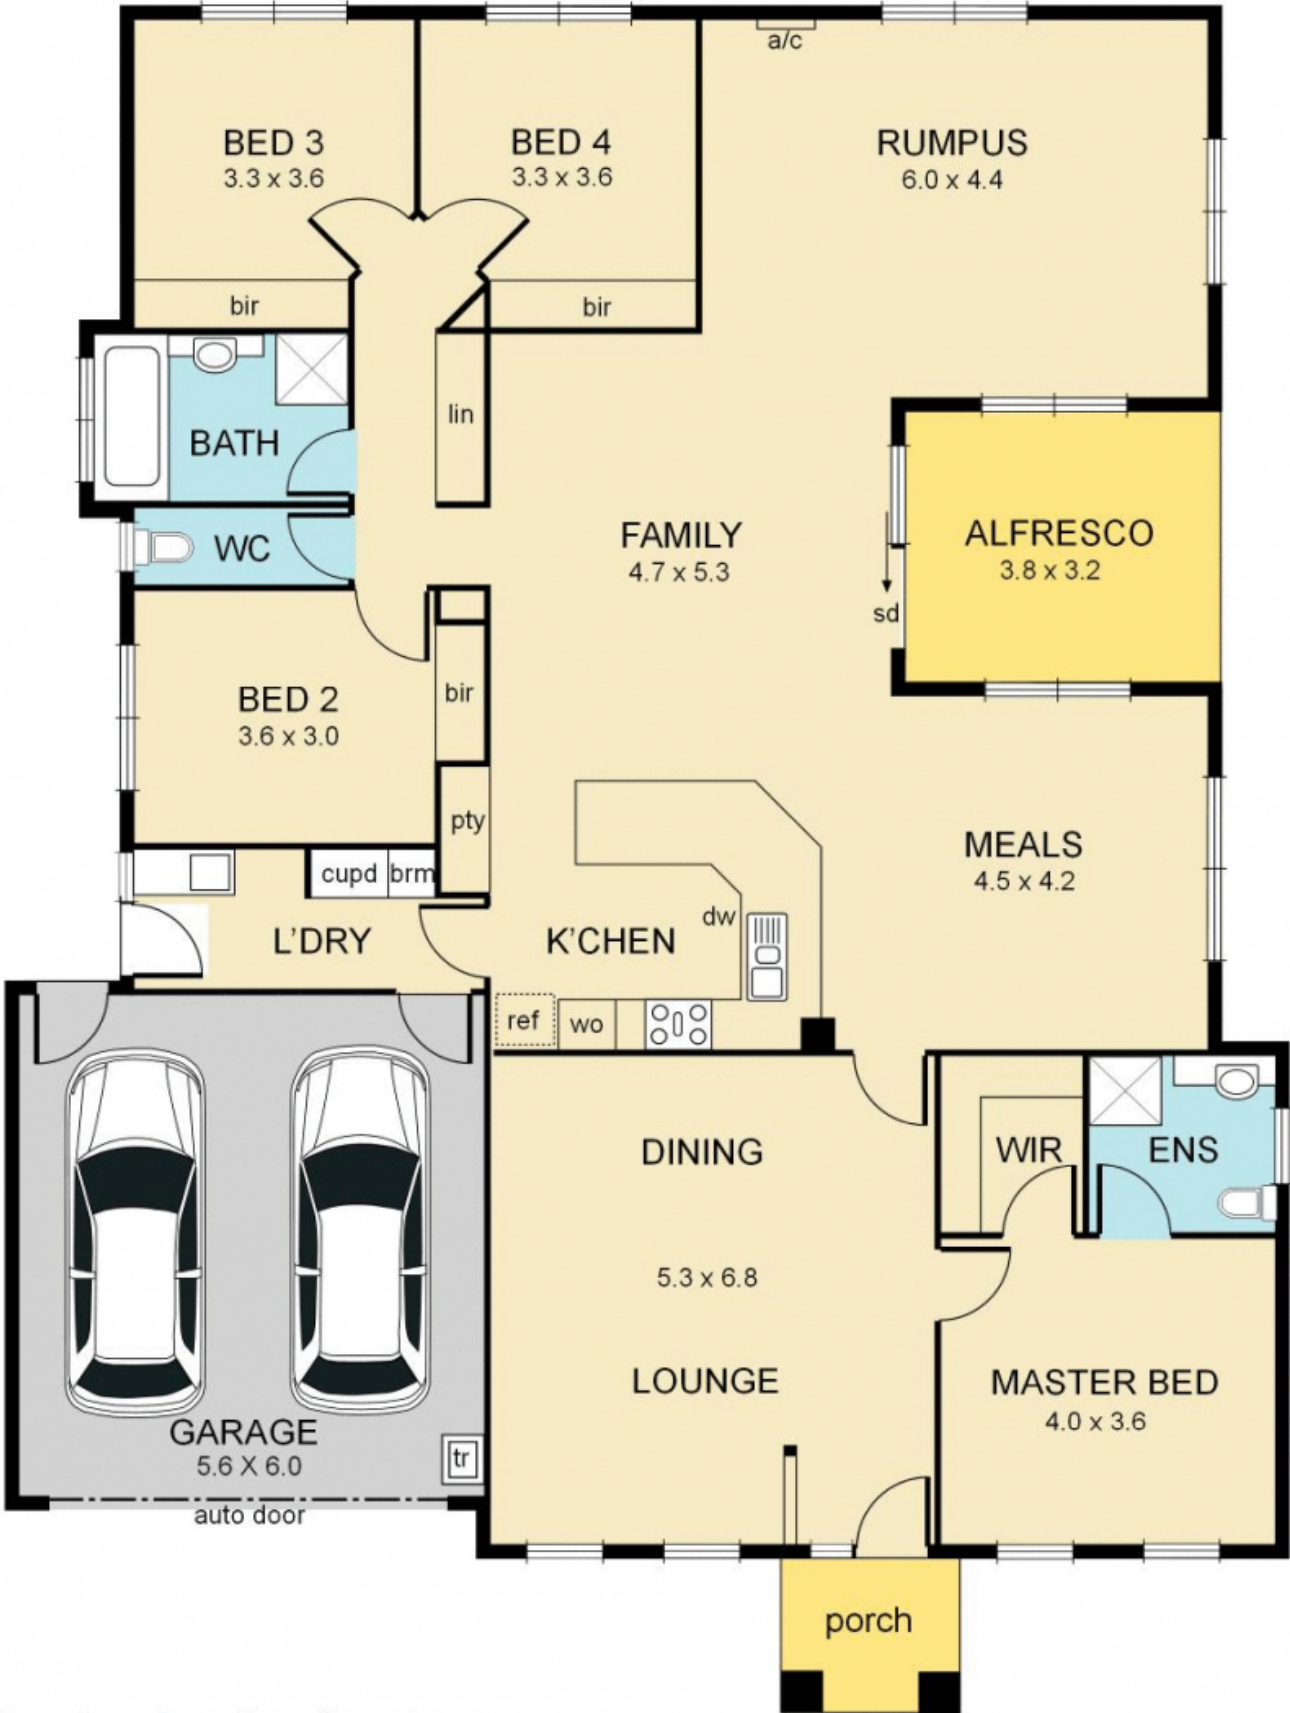 a/c
BED 3
3.3 x 3.6
BED 4
3.3 x 3.6
RUMPUS
6.0 x 4.4
bir
bir
BATH
lin
WC
FAMILY
4.7 x 5.3
ALFRESCO
3.8 x 3.2
sd
BED 2
3.6 x 3.0
bir
pty
cupd
brm
MEALS
4.5 x 4.2
L'DRY
K'CHEN
dw
ref
wo
DINING
WIR
ENS
5.3 x 6.8
LOUNGE
MASTER BED
4.0 x 3.6
GARAGE
5.6 X 6.0
tr
auto door
porch